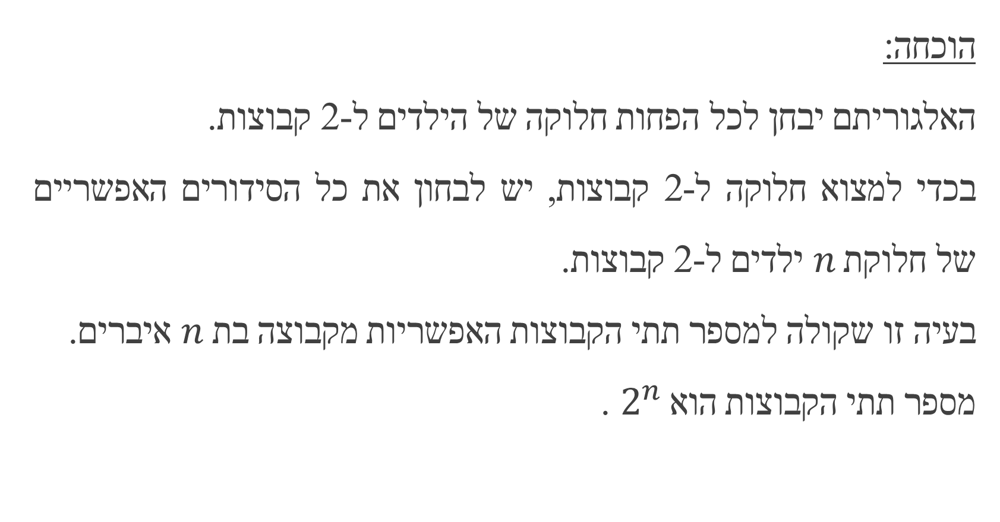 הוכחה:
האלגוריתם יבחן לכל הפחות חלוקה של הילדים ל-2 קבוצות.
בכדי למצוא חלוקה ל-2 קבוצות, יש לבחון את כל הסידורים האפשריים
של חלוקת n ילדים ל-2 קבוצות.
בעיה זו שקולה למספר תתי הקבוצות האפשריות מקבוצה בת n איברים.
מספר תתי הקבוצות הוא 2ⁿ .